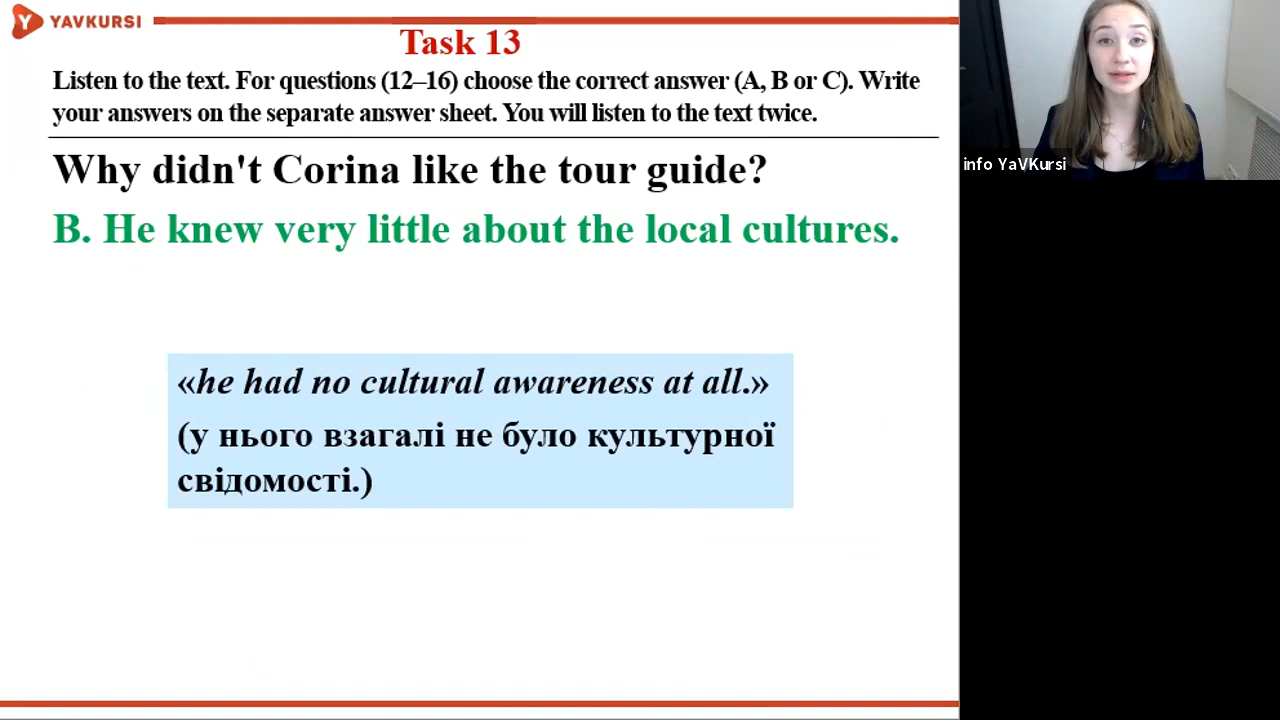 YAVKURSI
Task 13
Listen to the text. For questions (12–16) choose the correct answer (A, B or C). Write
your answers on the separate answer sheet. You will listen to the text twice.
Why didn't Corina like the tour guide?
B. He knew very little about the local cultures.
«he had no cultural awareness at all.»
(у нього взагалі не було культурної
свідомості.)
info YaVKursi